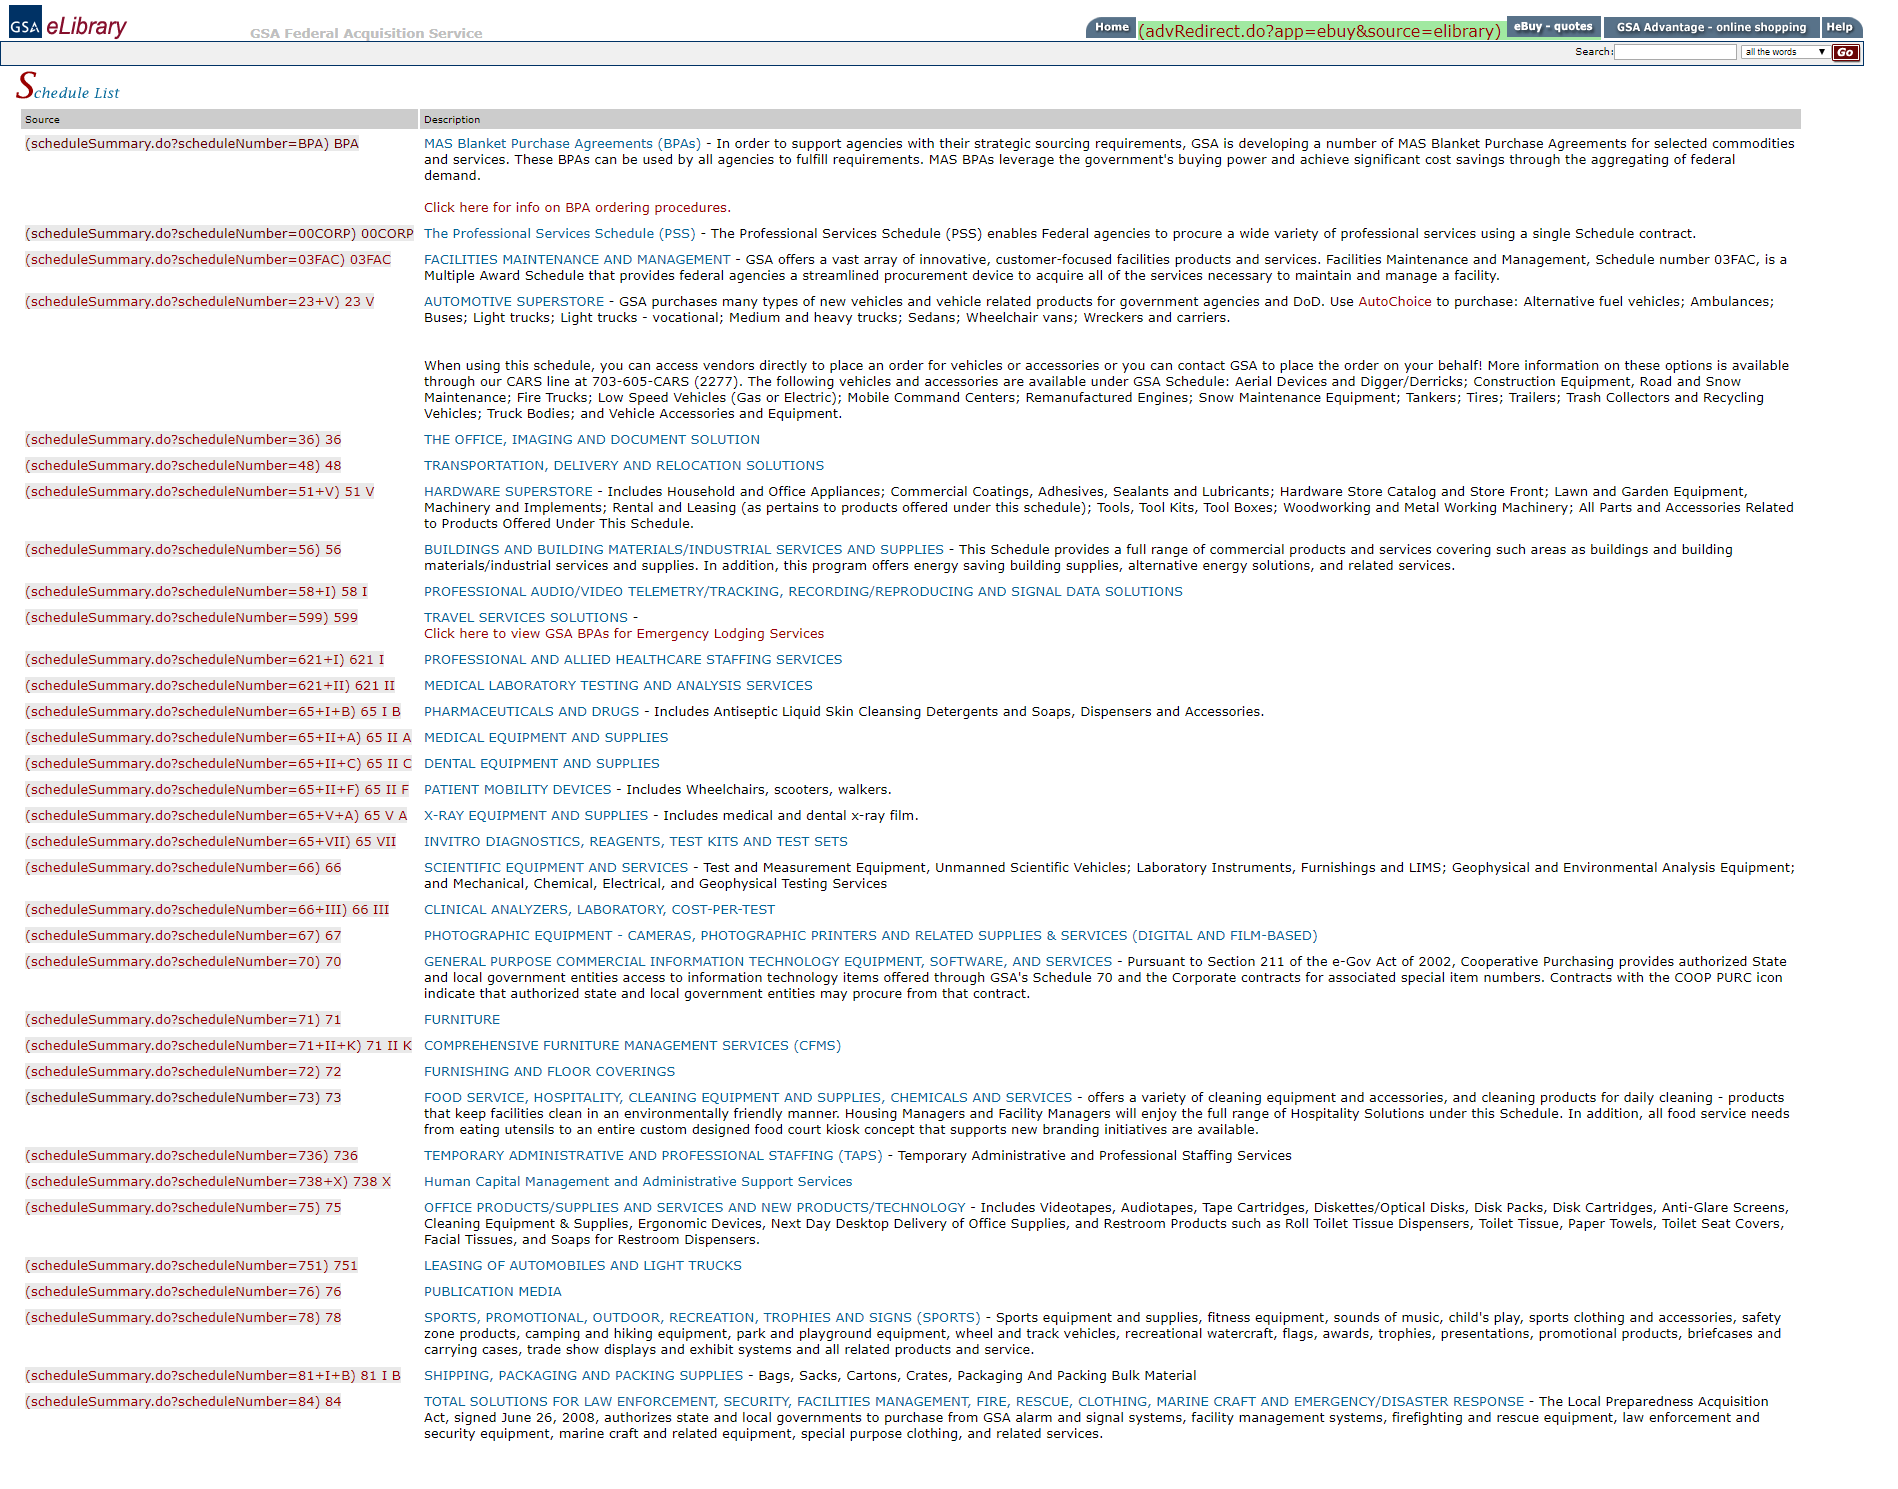 GSA eLibrary
GSA Federal Acquisition Service
Home (advRedirect.do?app=ebuy&source=elibrary) eBuy - quotes GSA Advantage - online shopping Help
Search: all the words Go
Schedule List
Source Description
(scheduleSummary.do?scheduleNumber=BPA) BPA MAS Blanket Purchase Agreements (BPAs) - In order to support agencies with their strategic sourcing requirements, GSA is developing a number of MAS Blanket Purchase Agreements for selected commodities
and services. These BPAs can be used by all agencies to fulfill requirements. MAS BPAs leverage the government's buying power and achieve significant cost savings through the aggregating of federal
demand.
Click here for info on BPA ordering procedures.
(scheduleSummary.do?scheduleNumber=00CORP) 00CORP The Professional Services Schedule (PSS) - The Professional Services Schedule (PSS) enables Federal agencies to procure a wide variety of professional services using a single Schedule contract.
(scheduleSummary.do?scheduleNumber=03FAC) 03FAC FACILITIES MAINTENANCE AND MANAGEMENT - GSA offers a vast array of innovative, customer-focused facilities products and services. Facilities Maintenance and Management, Schedule number 03FAC, is a
Multiple Award Schedule that provides federal agencies a streamlined procurement device to acquire all of the services necessary to maintain and manage a facility.
(scheduleSummary.do?scheduleNumber=23+V) 23 V AUTOMOTIVE SUPERSTORE - GSA purchases many types of new vehicles and vehicle related products for government agencies and DoD. Use AutoChoice to purchase: Alternative fuel vehicles; Ambulances;
Buses; Light trucks; Light trucks - vocational; Medium and heavy trucks; Sedans; Wheelchair vans; Wreckers and carriers.
When using this schedule, you can access vendors directly to place an order for vehicles or accessories or you can contact GSA to place the order on your behalf! More information on these options is available
through our CARS line at 703-605-CARS (2277). The following vehicles and accessories are available under GSA Schedule: Aerial Devices and Digger/Derricks; Construction Equipment, Road and Snow
Maintenance; Fire Trucks; Low Speed Vehicles (Gas or Electric); Mobile Command Centers; Remanufactured Engines; Snow Maintenance Equipment; Tankers; Tires; Trailers; Trash Collectors and Recycling
Vehicles; Truck Bodies; and Vehicle Accessories and Equipment.
(scheduleSummary.do?scheduleNumber=36) 36 THE OFFICE, IMAGING AND DOCUMENT SOLUTION
(scheduleSummary.do?scheduleNumber=48) 48 TRANSPORTATION, DELIVERY AND RELOCATION SOLUTIONS
(scheduleSummary.do?scheduleNumber=51+V) 51 V HARDWARE SUPERSTORE - Includes Household and Office Appliances; Commercial Coatings, Adhesives, Sealants and Lubricants; Hardware Store Catalog and Store Front; Lawn and Garden Equipment,
Machinery and Implements; Rental and Leasing (as pertains to products offered under this schedule); Tools, Tool Kits, Tool Boxes; Woodworking and Metal Working Machinery; All Parts and Accessories Related
to Products Offered Under This Schedule.
(scheduleSummary.do?scheduleNumber=56) 56 BUILDINGS AND BUILDING MATERIALS/INDUSTRIAL SERVICES AND SUPPLIES - This Schedule provides a full range of commercial products and services covering such areas as buildings and building
materials/industrial services and supplies. In addition, this program offers energy saving building supplies, alternative energy solutions, and related services.
(scheduleSummary.do?scheduleNumber=58+I) 58 I PROFESSIONAL AUDIO/VIDEO TELEMETRY/TRACKING, RECORDING/REPRODUCING AND SIGNAL DATA SOLUTIONS
(scheduleSummary.do?scheduleNumber=599) 599 TRAVEL SERVICES SOLUTIONS -
Click here to view GSA BPAs for Emergency Lodging Services
(scheduleSummary.do?scheduleNumber=621+I) 621 I PROFESSIONAL AND ALLIED HEALTHCARE STAFFING SERVICES
(scheduleSummary.do?scheduleNumber=621+II) 621 II MEDICAL LABORATORY TESTING AND ANALYSIS SERVICES
(scheduleSummary.do?scheduleNumber=65+I+B) 65 I B PHARMACEUTICALS AND DRUGS - Includes Antiseptic Liquid Skin Cleansing Detergents and Soaps, Dispensers and Accessories.
(scheduleSummary.do?scheduleNumber=65+II+A) 65 II A MEDICAL EQUIPMENT AND SUPPLIES
(scheduleSummary.do?scheduleNumber=65+II+C) 65 II C DENTAL EQUIPMENT AND SUPPLIES
(scheduleSummary.do?scheduleNumber=65+II+F) 65 II F PATIENT MOBILITY DEVICES - Includes Wheelchairs, scooters, walkers.
(scheduleSummary.do?scheduleNumber=65+V+A) 65 V A X-RAY EQUIPMENT AND SUPPLIES - Includes medical and dental x-ray film.
(scheduleSummary.do?scheduleNumber=65+VII) 65 VII INVITRO DIAGNOSTICS, REAGENTS, TEST KITS AND TEST SETS
(scheduleSummary.do?scheduleNumber=66) 66 SCIENTIFIC EQUIPMENT AND SERVICES - Test and Measurement Equipment, Unmanned Scientific Vehicles; Laboratory Instruments, Furnishings and LIMS; Geophysical and Environmental Analysis Equipment;
and Mechanical, Chemical, Electrical, and Geophysical Testing Services
(scheduleSummary.do?scheduleNumber=66+III) 66 III CLINICAL ANALYZERS, LABORATORY, COST-PER-TEST
(scheduleSummary.do?scheduleNumber=67) 67 PHOTOGRAPHIC EQUIPMENT - CAMERAS, PHOTOGRAPHIC PRINTERS AND RELATED SUPPLIES & SERVICES (DIGITAL AND FILM-BASED)
(scheduleSummary.do?scheduleNumber=70) 70 GENERAL PURPOSE COMMERCIAL INFORMATION TECHNOLOGY EQUIPMENT, SOFTWARE, AND SERVICES - Pursuant to Section 211 of the e-Gov Act of 2002, Cooperative Purchasing provides authorized State
and local government entities access to information technology items offered through GSA's Schedule 70 and the Corporate contracts for associated special item numbers. Contracts with the COOP PURC icon
indicate that authorized state and local government entities may procure from that contract.
(scheduleSummary.do?scheduleNumber=71) 71 FURNITURE
(scheduleSummary.do?scheduleNumber=71+II+K) 71 II K COMPREHENSIVE FURNITURE MANAGEMENT SERVICES (CFMS)
(scheduleSummary.do?scheduleNumber=72) 72 FURNISHING AND FLOOR COVERINGS
(scheduleSummary.do?scheduleNumber=73) 73 FOOD SERVICE, HOSPITALITY, CLEANING EQUIPMENT AND SUPPLIES, CHEMICALS AND SERVICES - offers a variety of cleaning equipment and accessories, and cleaning products for daily cleaning - products
that keep facilities clean in an environmentally friendly manner. Housing Managers and Facility Managers will enjoy the full range of Hospitality Solutions under this Schedule. In addition, all food service needs
from eating utensils to an entire custom designed food court kiosk concept that supports new branding initiatives are available.
(scheduleSummary.do?scheduleNumber=736) 736 TEMPORARY ADMINISTRATIVE AND PROFESSIONAL STAFFING (TAPS) - Temporary Administrative and Professional Staffing Services
(scheduleSummary.do?scheduleNumber=738+X) 738 X Human Capital Management and Administrative Support Services
(scheduleSummary.do?scheduleNumber=75) 75 OFFICE PRODUCTS/SUPPLIES AND SERVICES AND NEW PRODUCTS/TECHNOLOGY - Includes Videotapes, Audiotapes, Tape Cartridges, Diskettes/Optical Disks, Disk Packs, Disk Cartridges, Anti-Glare Screens,
Cleaning Equipment & Supplies, Ergonomic Devices, Next Day Desktop Delivery of Office Supplies, and Restroom Products such as Roll Toilet Tissue Dispensers, Toilet Tissue, Paper Towels, Toilet Seat Covers,
Facial Tissues, and Soaps for Restroom Dispensers.
(scheduleSummary.do?scheduleNumber=751) 751 LEASING OF AUTOMOBILES AND LIGHT TRUCKS
(scheduleSummary.do?scheduleNumber=76) 76 PUBLICATION MEDIA
(scheduleSummary.do?scheduleNumber=78) 78 SPORTS, PROMOTIONAL, OUTDOOR, RECREATION, TROPHIES AND SIGNS (SPORTS) - Sports equipment and supplies, fitness equipment, sounds of music, child's play, sports clothing and accessories, safety
zone products, camping and hiking equipment, park and playground equipment, wheel and track vehicles, recreational watercraft, flags, awards, trophies, presentations, promotional products, briefcases and
carrying cases, trade show displays and exhibit systems and all related products and service.
(scheduleSummary.do?scheduleNumber=81+I+B) 81 I B SHIPPING, PACKAGING AND PACKING SUPPLIES - Bags, Sacks, Cartons, Crates, Packaging And Packing Bulk Material
(scheduleSummary.do?scheduleNumber=84) 84 TOTAL SOLUTIONS FOR LAW ENFORCEMENT, SECURITY, FACILITIES MANAGEMENT, FIRE, RESCUE, CLOTHING, MARINE CRAFT AND EMERGENCY/DISASTER RESPONSE - The Local Preparedness Acquisition
Act, signed June 26, 2008, authorizes state and local governments to purchase from GSA alarm and signal systems, facility management systems, firefighting and rescue equipment, law enforcement and
security equipment, marine craft and related equipment, special purpose clothing, and related services.